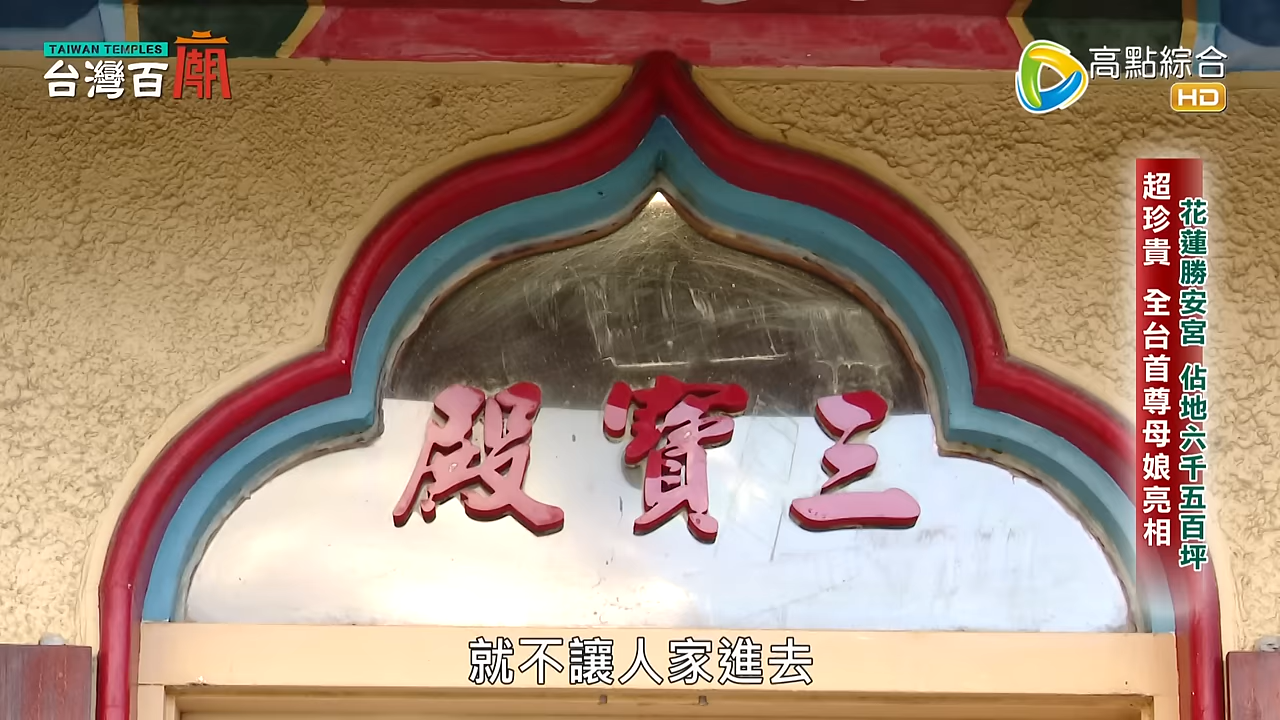 TAIWAN TEMPLES
台灣百廟
高點綜合
HD
花蓮勝安宮 佔地六千五百坪
超珍貴 全台首尊母娘亮相
三寶殿
就不讓人家進去